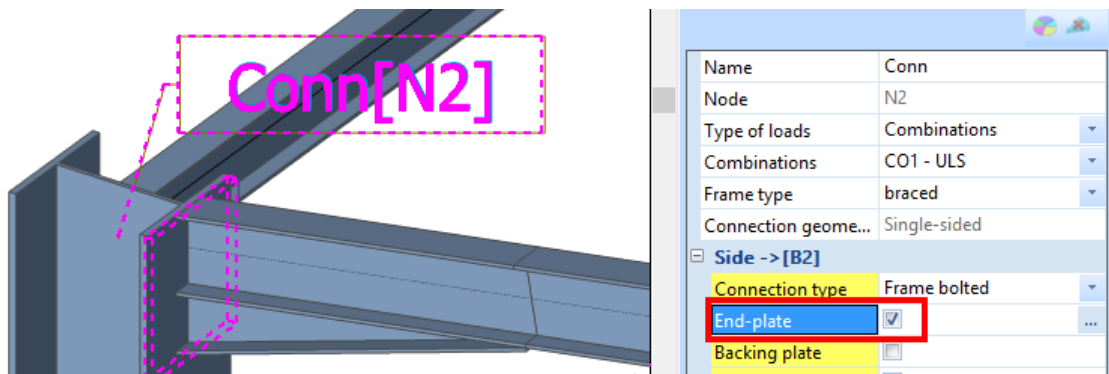 Conn[N2]
Name Conn
Node N2
Type of loads Combinations
Combinations CO1 - ULS
Frame type braced
Connection geome... Single-sided
Side ->[B2]
Connection type Frame bolted
End-plate ...
Backing plate